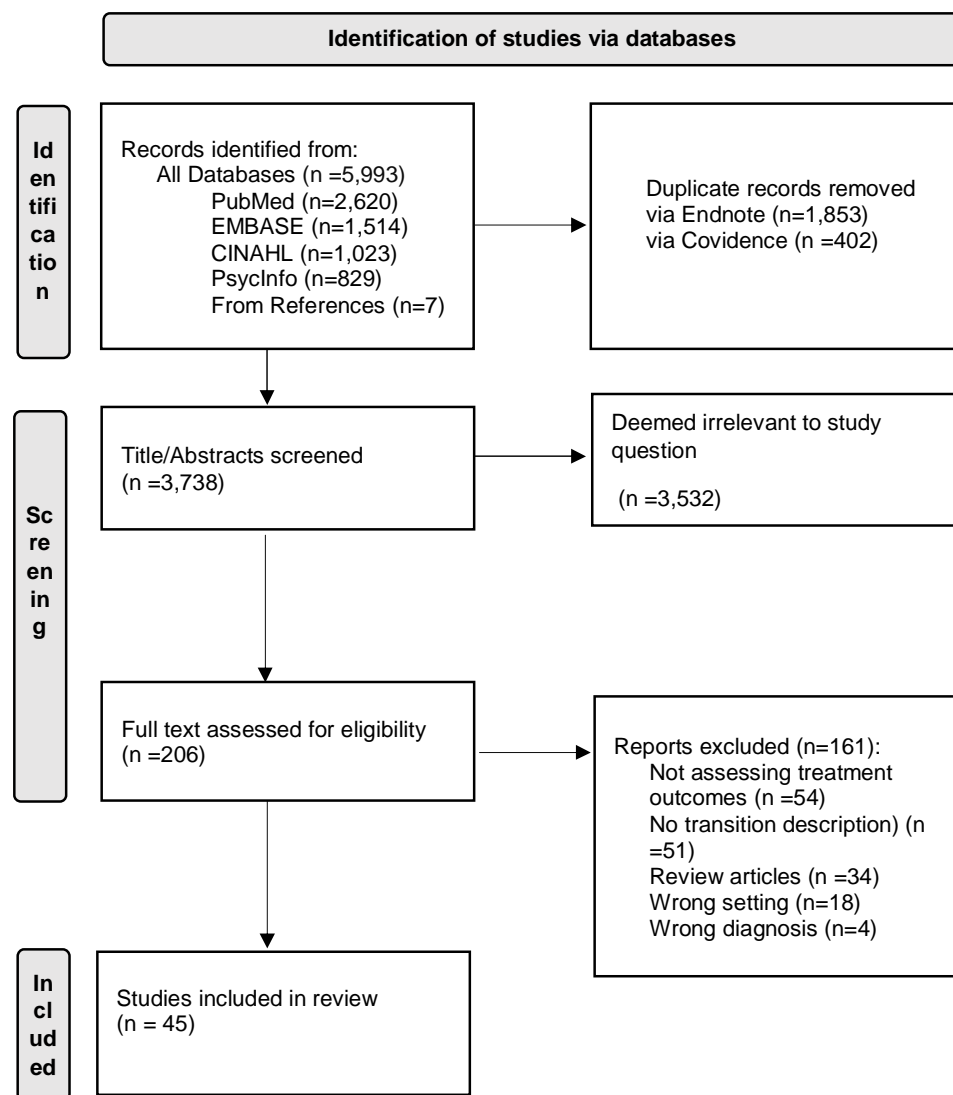 Identification of studies via databases
Id
en
tifi
ca
tio
n
Records identified from:
All Databases (n =5,993)
PubMed (n=2,620)
EMBASE (n=1,514)
CINAHL (n=1,023)
PsycInfo (n=829)
From References (n=7)
Duplicate records removed
via Endnote (n=1,853)
via Covidence (n =402)
Sc
re
en
in
g
Title/Abstracts screened
(n =3,738)
Deemed irrelevant to study
question
(n =3,532)
Full text assessed for eligibility
(n =206)
Reports excluded (n=161):
Not assessing treatment
outcomes (n =54)
No transition description) (n
=51)
Review articles (n =34)
Wrong setting (n=18)
Wrong diagnosis (n=4)
In
cl
ud
ed
Studies included in review
(n = 45)